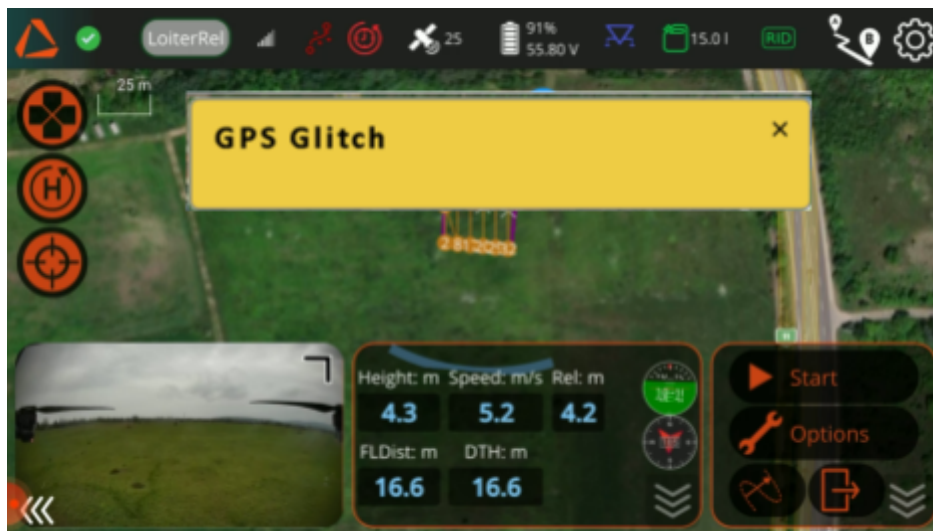 LoiterRel
25
91%
55.80 V
15.0 l
RID
B
25 m
GPS Glitch
H
Height: m Speed: m/s Rel: m
4.3 5.2 4.2
FLDist: m DTH: m
16.6 16.6
Start
Options